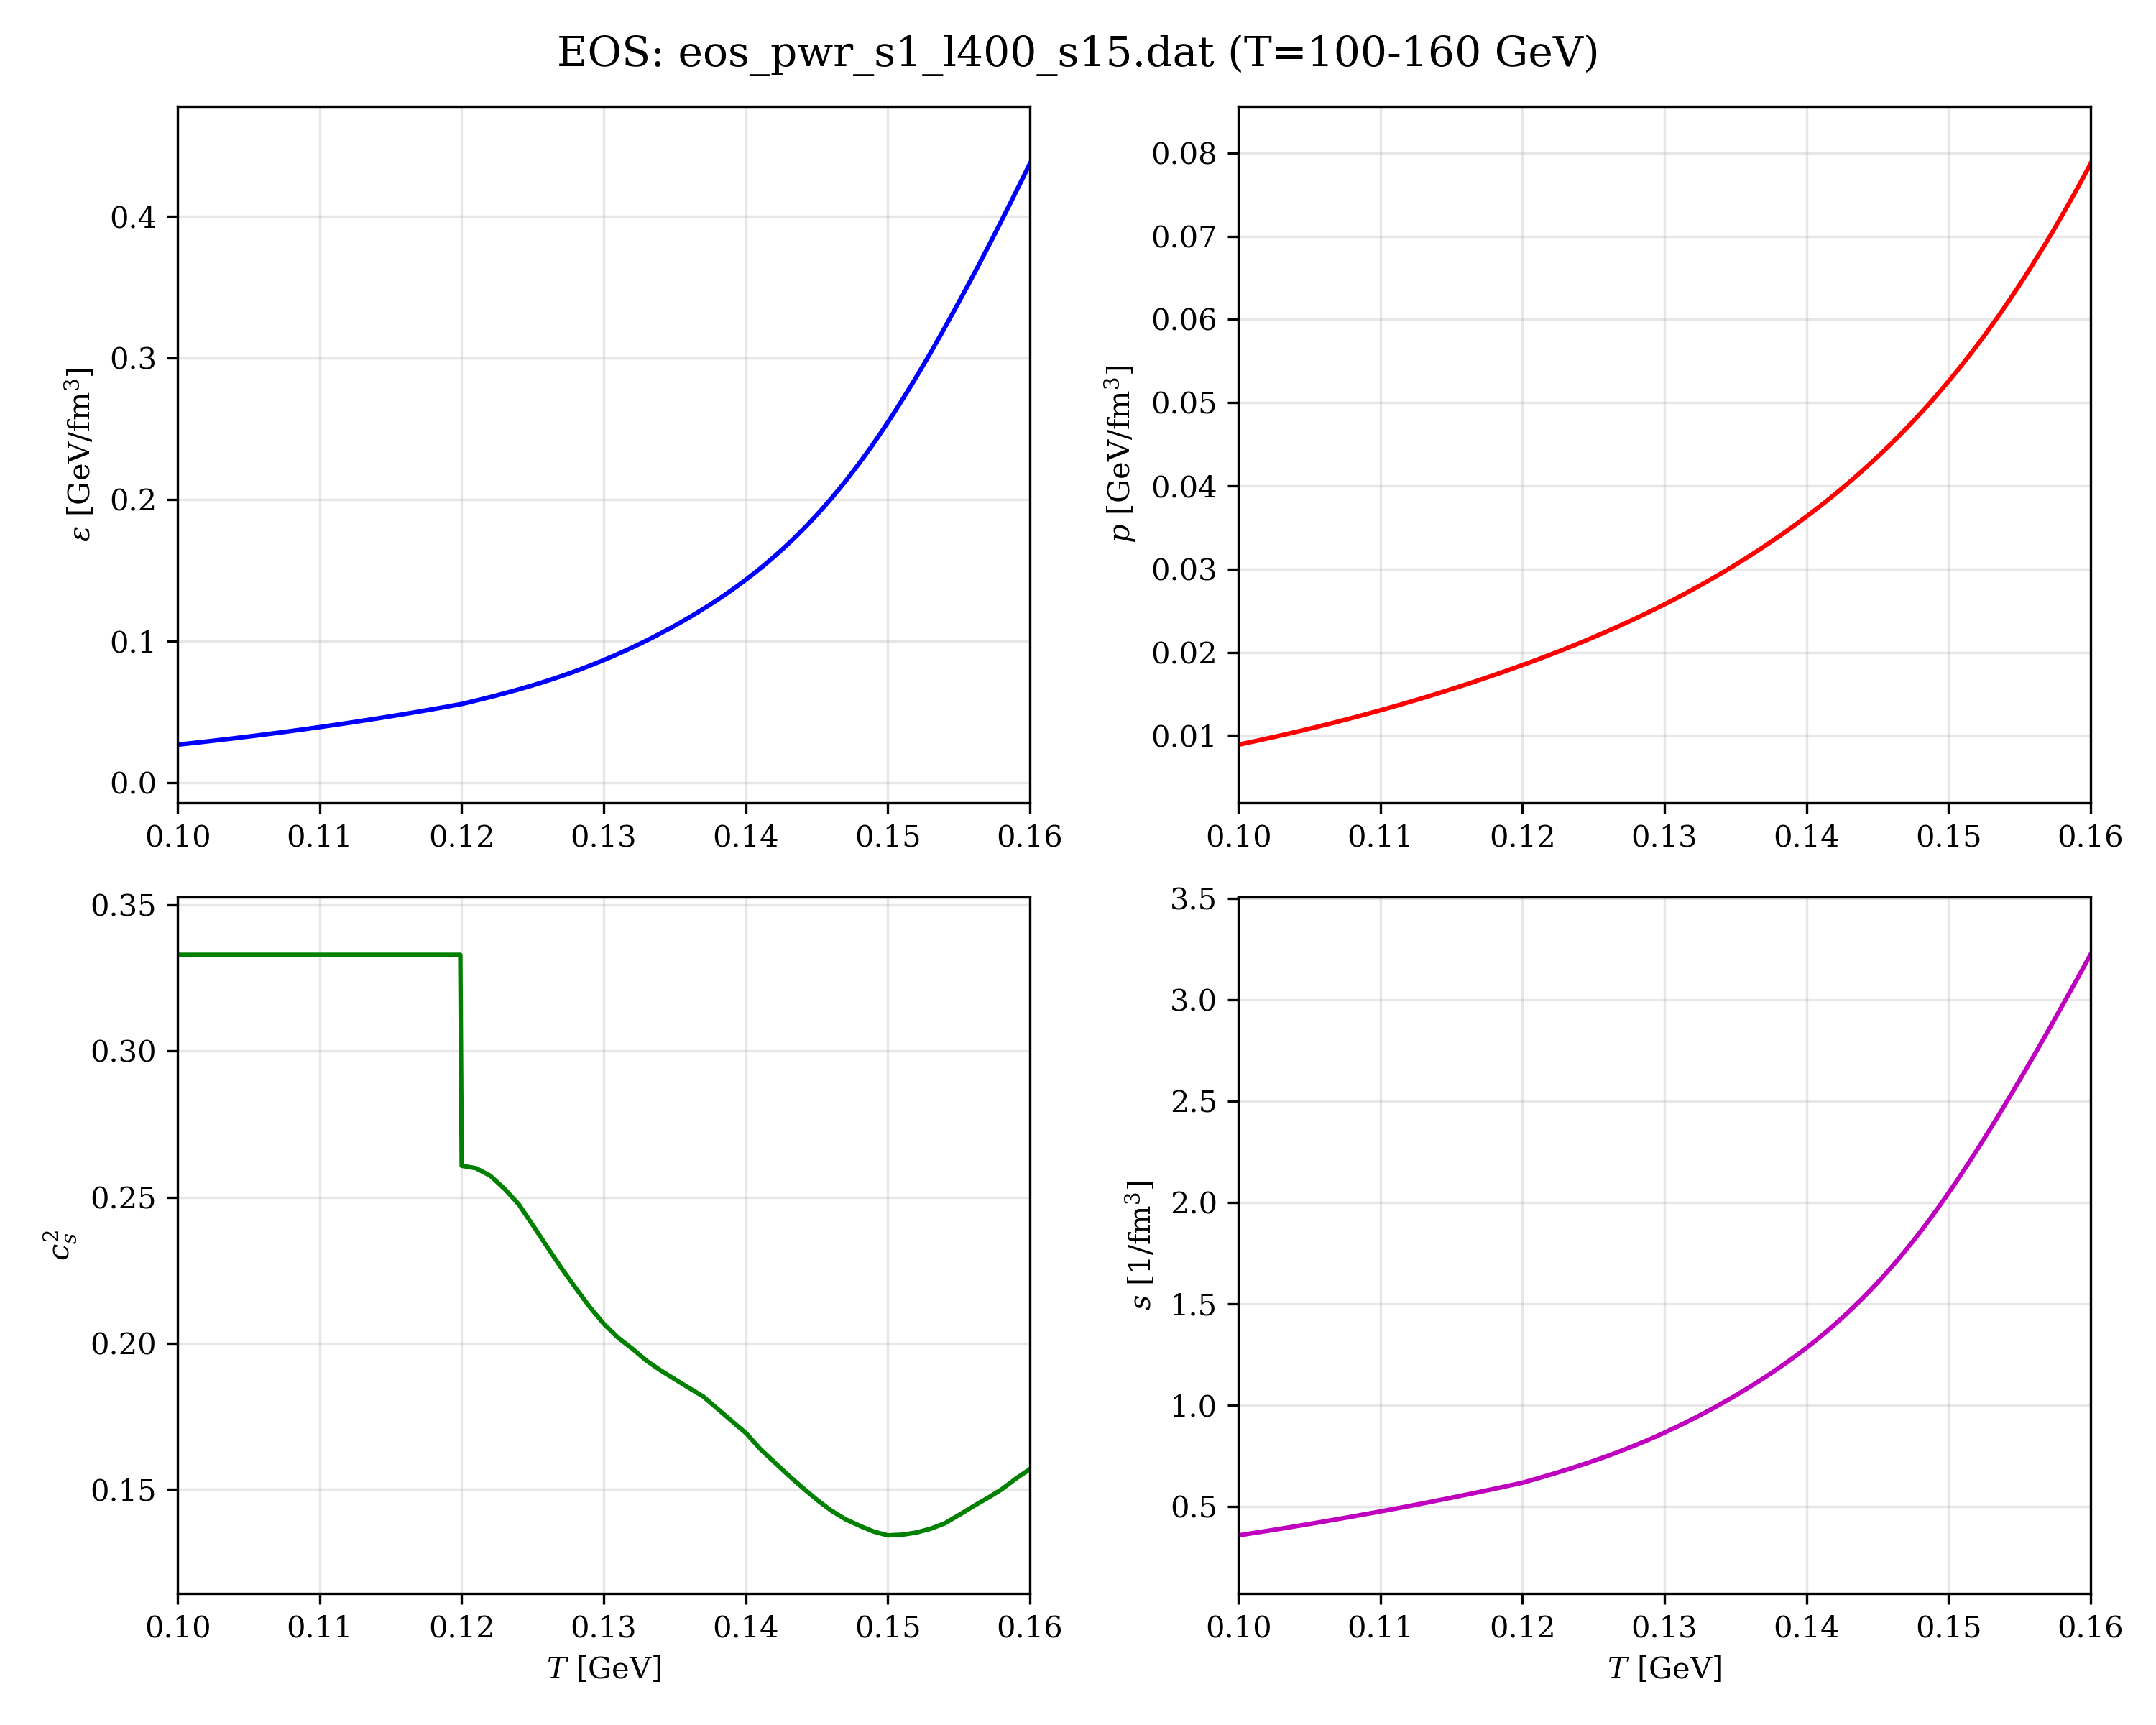 EOS: eos_pwr_s1_l400_s15.dat (T=100-160 GeV)
ε [GeV/fm³]
0.4
0.3
0.2
0.1
0.0
0.10 0.11 0.12 0.13 0.14 0.15 0.16
p [GeV/fm³]
0.08
0.07
0.06
0.05
0.04
0.03
0.02
0.01
0.10 0.11 0.12 0.13 0.14 0.15 0.16
c_s^2
0.35
0.30
0.25
0.20
0.15
0.10 0.11 0.12 0.13 0.14 0.15 0.16
T [GeV]
s [1/fm³]
3.5
3.0
2.5
2.0
1.5
1.0
0.5
0.10 0.11 0.12 0.13 0.14 0.15 0.16
T [GeV]